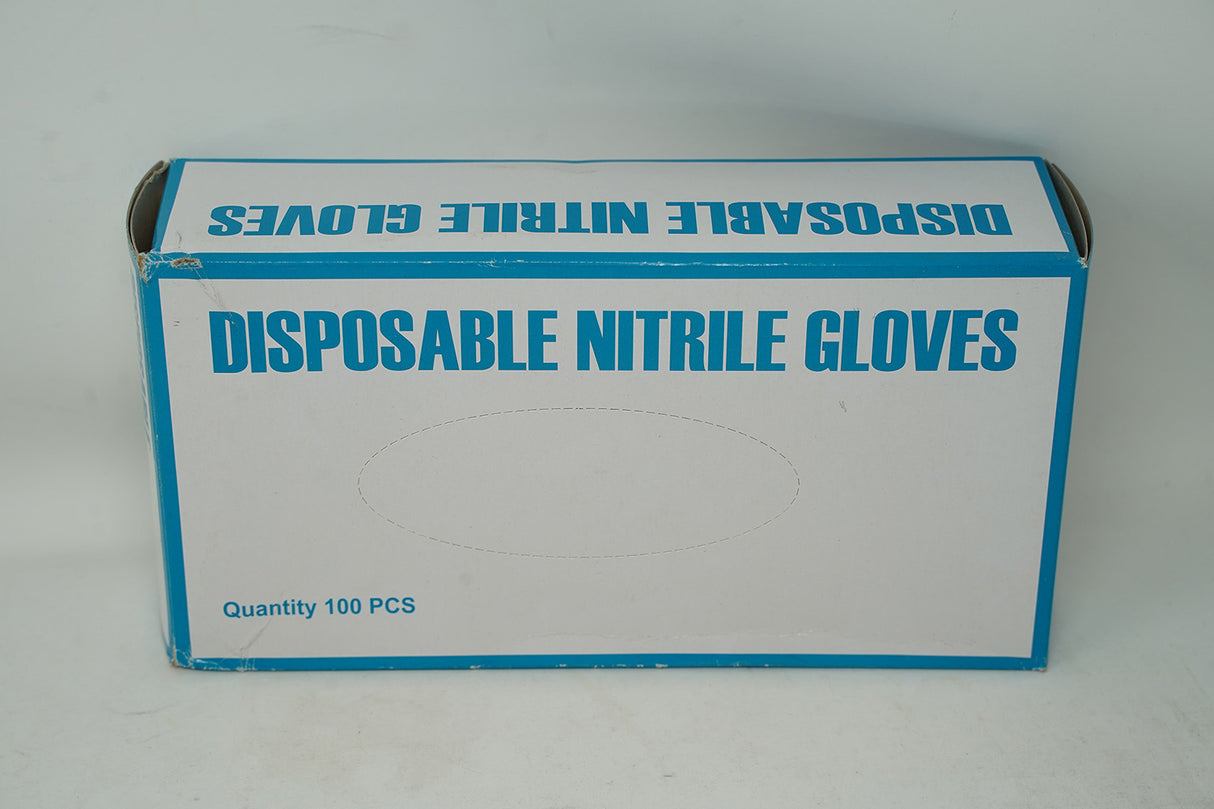 DISPOSABLE NITRILE GLOVES
DISPOSABLE NITRILE GLOVES
Quantity 100 PCS